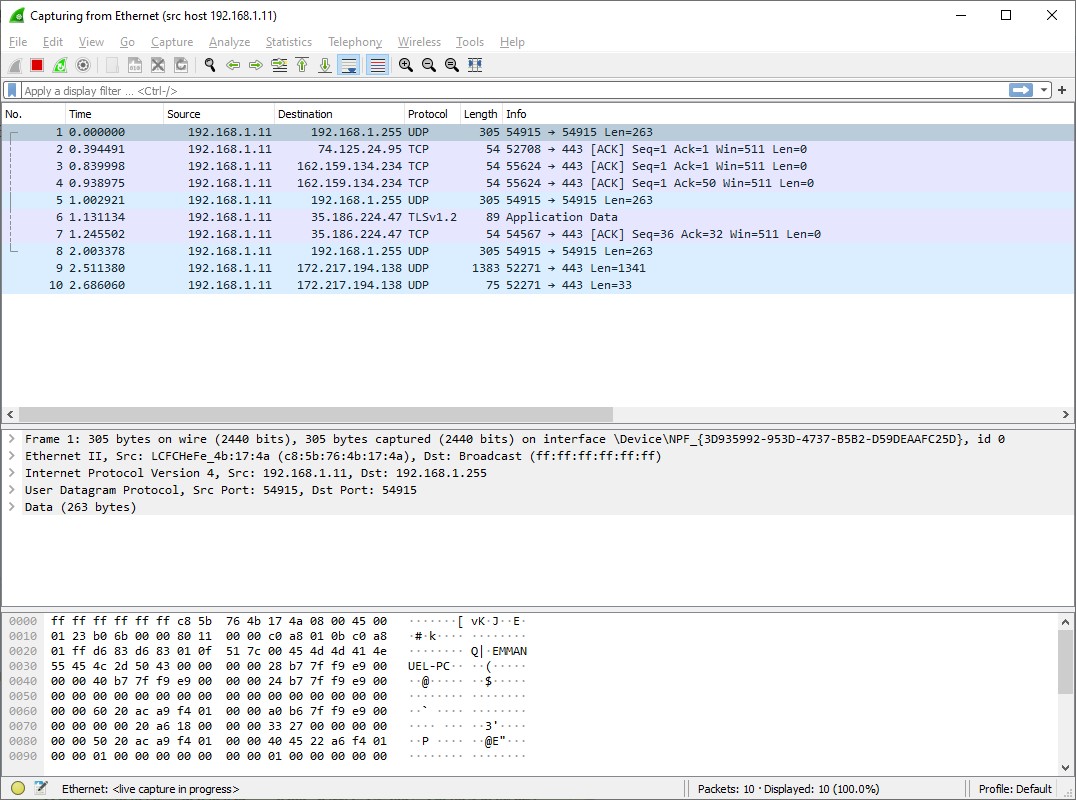 Capturing from Ethernet (src host 192.168.1.11)
File Edit View Go Capture Analyze Statistics Telephony Wireless Tools Help
Apply a display filter ... <Ctrl-/>
No. Time Source Destination Protocol Length Info
1 0.000000 192.168.1.11 192.168.1.255 UDP 305 54915 → 54915 Len=263
2 0.394491 192.168.1.11 74.125.24.95 TCP 54 52708 → 443 [ACK] Seq=1 Ack=1 Win=511 Len=0
3 0.839998 192.168.1.11 162.159.134.234 TCP 54 55624 → 443 [ACK] Seq=1 Ack=1 Win=511 Len=0
4 0.938975 192.168.1.11 162.159.134.234 TCP 54 55624 → 443 [ACK] Seq=1 Ack=50 Win=511 Len=0
5 1.002921 192.168.1.11 192.168.1.255 UDP 305 54915 → 54915 Len=263
6 1.131134 192.168.1.11 35.186.224.47 TLSv1.2 89 Application Data
7 1.245502 192.168.1.11 35.186.224.47 TCP 54 54567 → 443 [ACK] Seq=36 Ack=32 Win=511 Len=0
8 2.003378 192.168.1.11 192.168.1.255 UDP 305 54915 → 54915 Len=263
9 2.511380 192.168.1.11 172.217.194.138 UDP 1383 52271 → 443 Len=1341
10 2.686060 192.168.1.11 172.217.194.138 UDP 75 52271 → 443 Len=33
Frame 1: 305 bytes on wire (2440 bits), 305 bytes captured (2440 bits) on interface \Device\NPF_{3D935992-953D-4737-B5B2-D59DEAAFC25D}, id 0
Ethernet II, Src: LCFCHeFe_4b:17:4a (c8:5b:76:4b:17:4a), Dst: Broadcast (ff:ff:ff:ff:ff:ff)
Internet Protocol Version 4, Src: 192.168.1.11, Dst: 192.168.1.255
User Datagram Protocol, Src Port: 54915, Dst Port: 54915
Data (263 bytes)
0000 ff ff ff ff ff ff c8 5b 76 4b 17 4a 08 00 45 00 ·······[ vK·J··E·
0010 01 23 b0 6b 00 00 80 11 00 00 c0 a8 01 0b c0 a8 ·#·k···· ········
0020 01 ff d6 83 d6 83 01 0f 51 7c 00 45 4d 4d 41 4e ········ Q|·EMMAN
0030 55 45 4c 2d 50 43 00 00 00 00 28 b7 7f f9 e9 00 UEL-PC·· ··(·····
0040 00 00 40 b7 7f f9 e9 00 00 00 24 b7 7f f9 e9 00 ··@····· ··$·····
0050 00 00 00 00 00 00 00 00 00 00 00 00 00 00 00 00 ········ ········
0060 00 00 60 20 ac a9 f4 01 00 00 a0 b6 7f f9 e9 00 ··` ···· ········
0070 00 00 00 00 20 a6 18 00 00 00 33 27 00 00 00 00 ···· ··· ··3'····
0080 00 00 50 20 ac a9 f4 01 00 00 40 45 22 a6 f4 01 ··P ···· ··@E"···
0090 00 00 01 00 00 00 00 00 00 00 01 00 00 00 00 00 ········ ········
Ethernet: <live capture in progress> Packets: 10 · Displayed: 10 (100.0%) Profile: Default